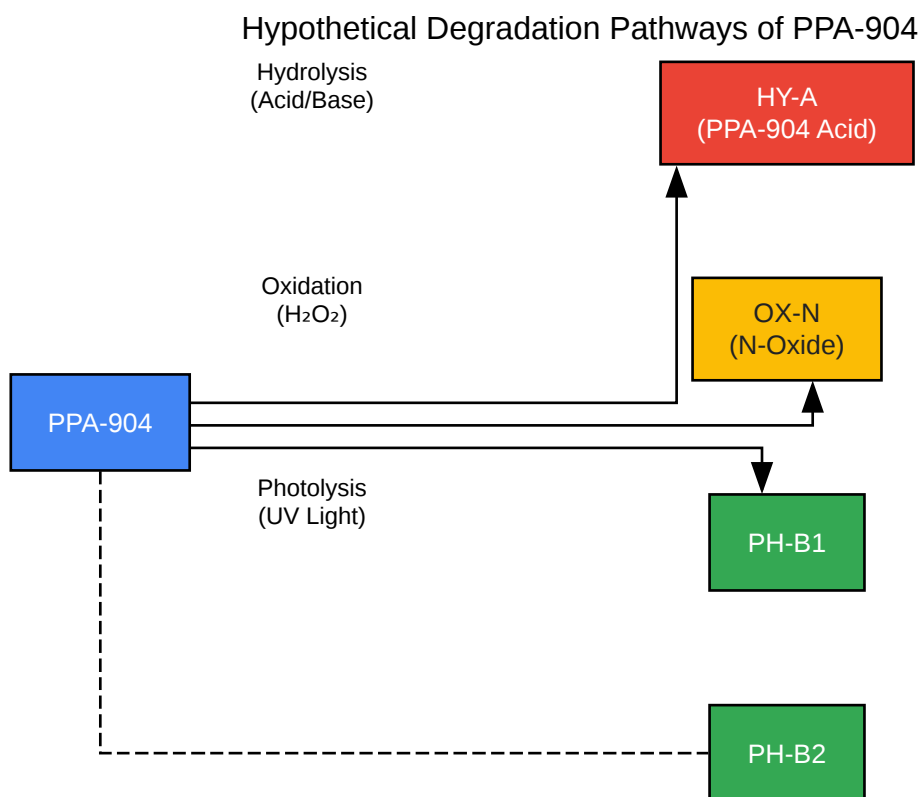 Hypothetical Degradation Pathways of PPA-904
Hydrolysis
(Acid/Base)
HY-A
(PPA-904 Acid)
Oxidation
(H₂O₂)
OX-N
(N-Oxide)
PPA-904
Photolysis
(UV Light)
PH-B1
PH-B2